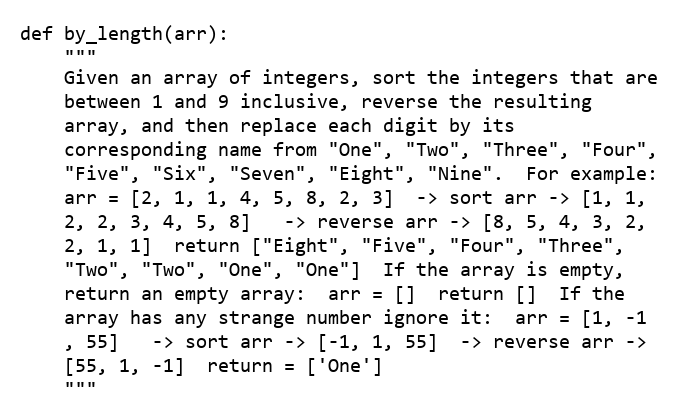 def by_length(arr):
    """
    Given an array of integers, sort the integers that are
    between 1 and 9 inclusive, reverse the resulting
    array, and then replace each digit by its
    corresponding name from "One", "Two", "Three", "Four",
    "Five", "Six", "Seven", "Eight", "Nine".  For example:
    arr = [2, 1, 1, 4, 5, 8, 2, 3]  -> sort arr -> [1, 1,
    2, 2, 3, 4, 5, 8]   -> reverse arr -> [8, 5, 4, 3, 2,
    2, 1, 1]  return ["Eight", "Five", "Four", "Three",
    "Two", "Two", "One", "One"]  If the array is empty,
    return an empty array:  arr = []  return []  If the
    array has any strange number ignore it:  arr = [1, -1
    , 55]   -> sort arr -> [-1, 1, 55]  -> reverse arr ->
    [55, 1, -1]  return = ['One']
    """